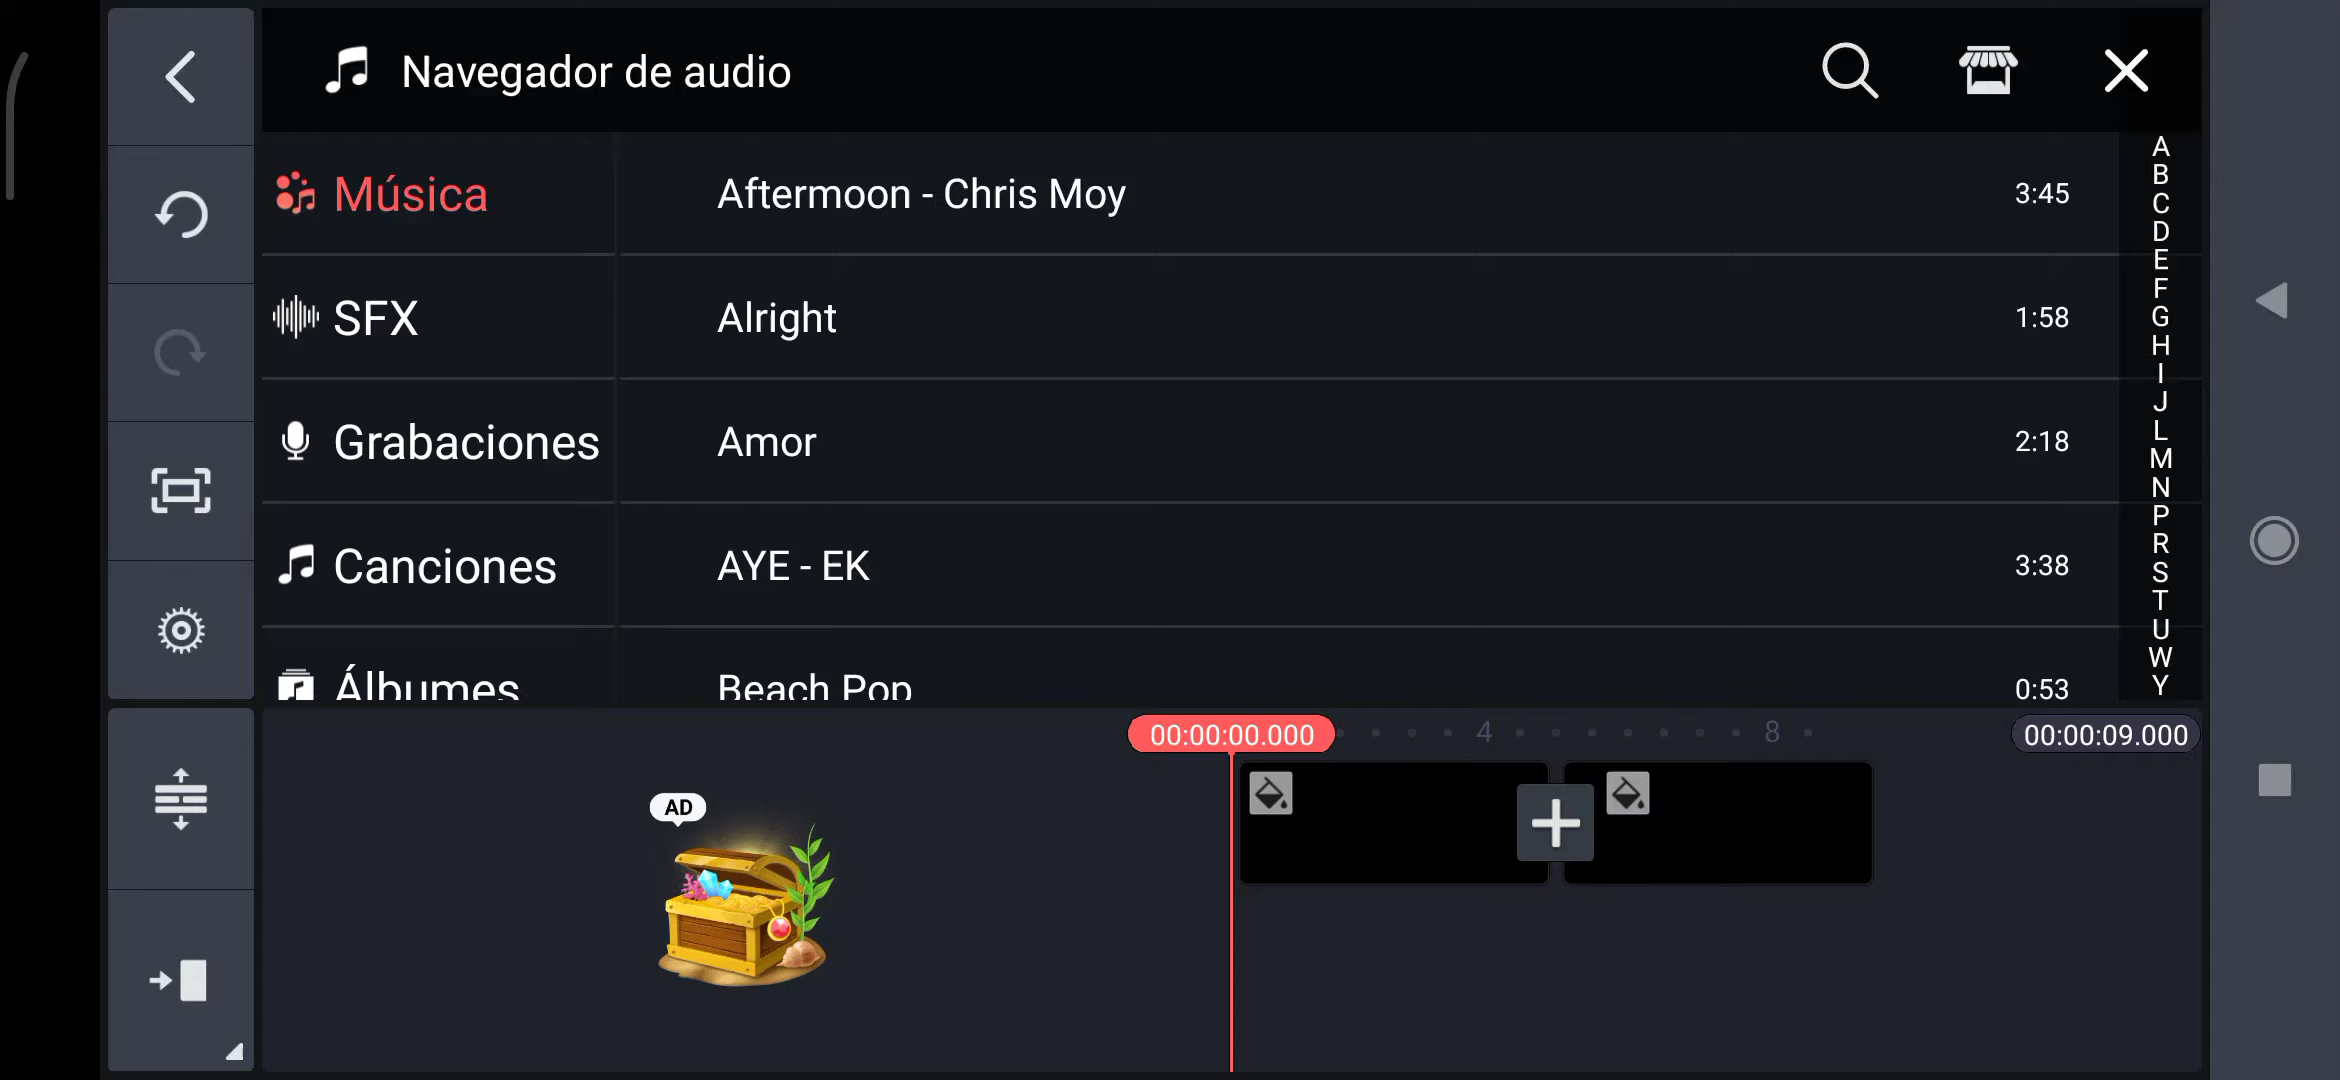 Navegador de audio
Música
Aftermoon - Chris Moy 3:45
SFX
Alright 1:58
Grabaciones
Amor 2:18
Canciones
AYE - EK 3:38
Álbumes
Beach Pop 0:53
A
B
C
D
E
F
G
H
I
J
L
M
N
P
R
S
T
U
W
Y
00:00:00.000 4 8 00:00:09.000
AD